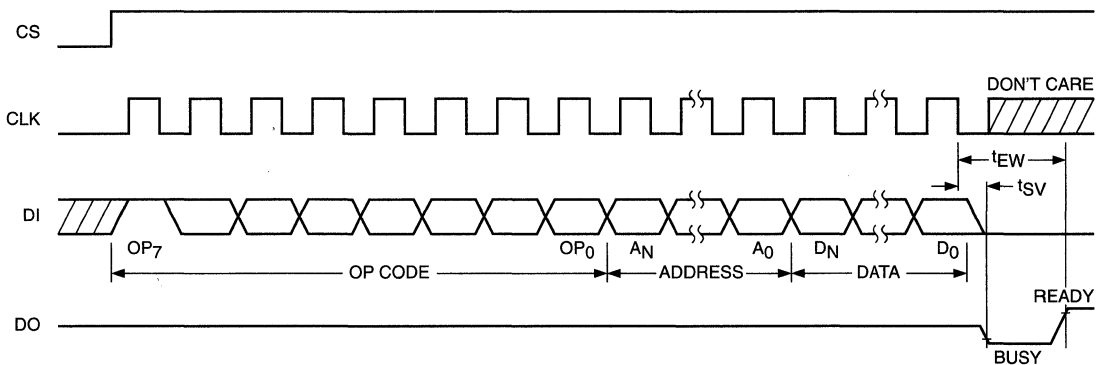 CS
DON'T CARE
CLK
tEW
tSV
DI
OP7 OP0 AN A0 DN D0
OP CODE ADDRESS DATA
READY
DO
BUSY